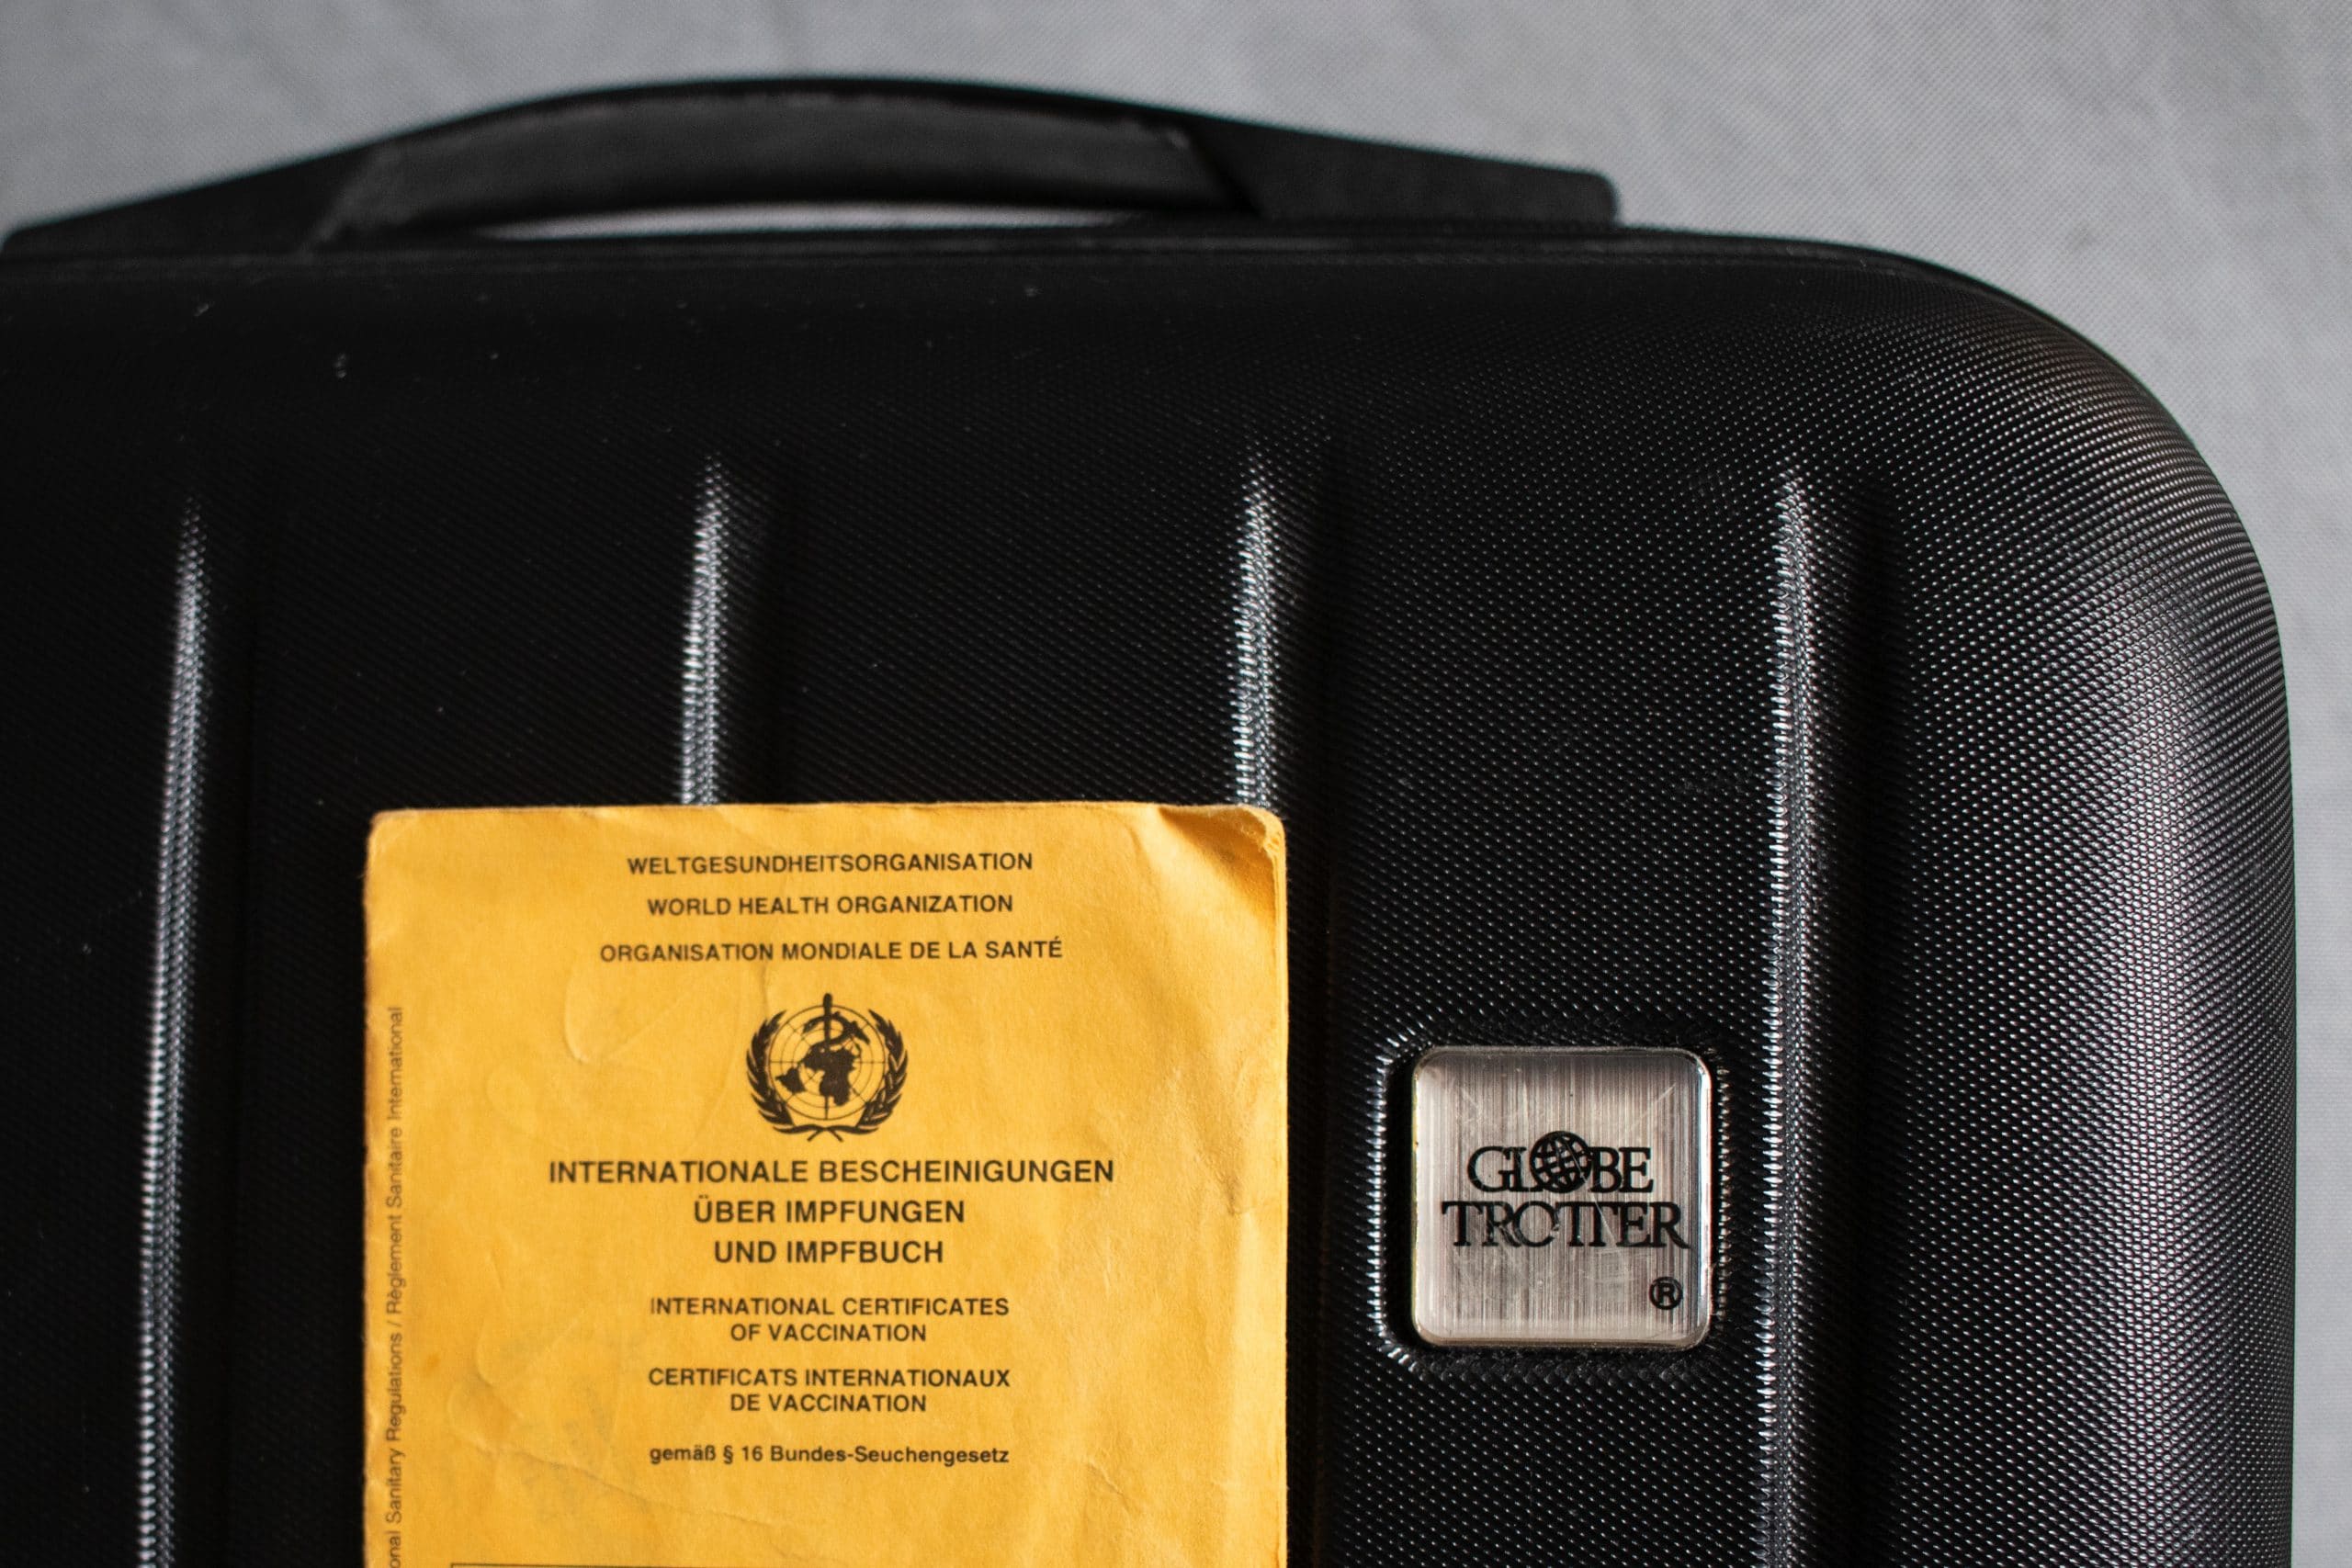 WELTGESUNDHEITSORGANISATION
WORLD HEALTH ORGANIZATION
ORGANISATION MONDIALE DE LA SANTÉ
INTERNATIONALE BESCHEINIGUNGEN
ÜBER IMPFUNGEN
UND IMPFBUCH
INTERNATIONAL CERTIFICATES
OF VACCINATION
CERTIFICATS INTERNATIONAUX
DE VACCINATION
gemäß § 16 Bundes-Seuchengesetz
Sanitary Regulations / Règlement Sanitaire International
GLOBE
TROTTER
®